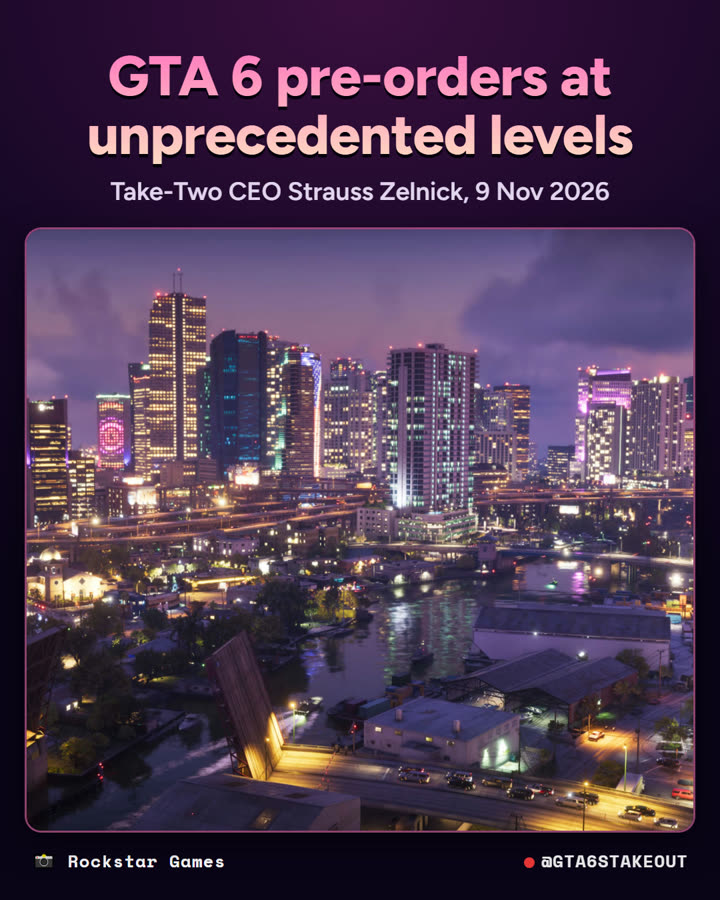 GTA 6 pre-orders at
unprecedented levels
Take-Two CEO Strauss Zelnick, 9 Nov 2026
Rockstar Games
@GTA6STAKEOUT